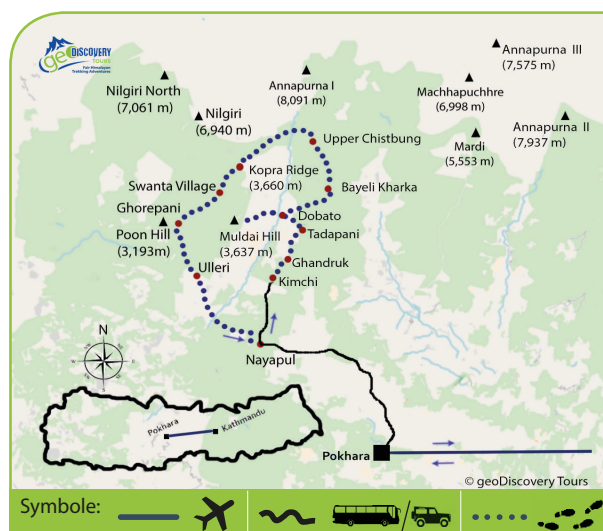 geo DISCOVERY
TOURS
Fair Himalayan
Trekking Adventures
Annapurna III
(7,575 m)
Nilgiri North
(7,061 m)
Annapurna I
(8,091 m)
Machhapuchhre
(6,998 m)
Nilgiri
(6,940 m)
Annapurna II
(7,937 m)
Mardi
(5,553 m)
Upper Chistbung
Kopra Ridge
(3,660 m)
Swanta Village
Bayeli Kharka
Ghorepani
Dobato
Poon Hill
(3,193m)
Muldai Hill
(3,637 m)
Tadapani
Ulleri
Ghandruk
Kimchi
N
W
E
S
Nayapul
Pokhara
Kathmandu
Pokhara
© geoDiscovery Tours
Symbole: